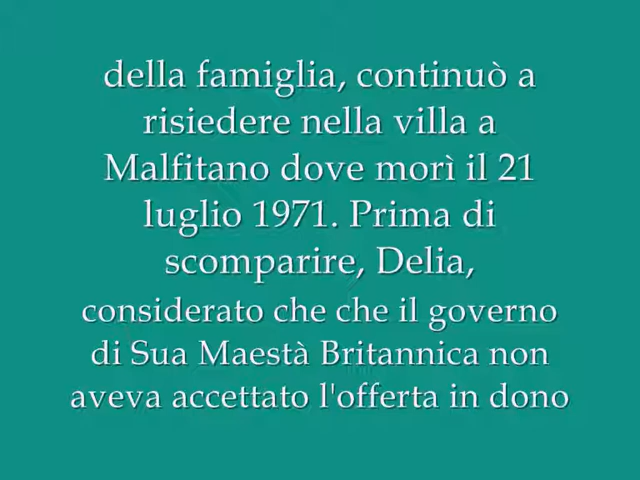 della famiglia, continuò a
risiedere nella villa a
Malfitano dove morì il 21
luglio 1971. Prima di
scomparire, Delia,
considerato che che il governo
di Sua Maestà Britannica non
aveva accettato l'offerta in dono